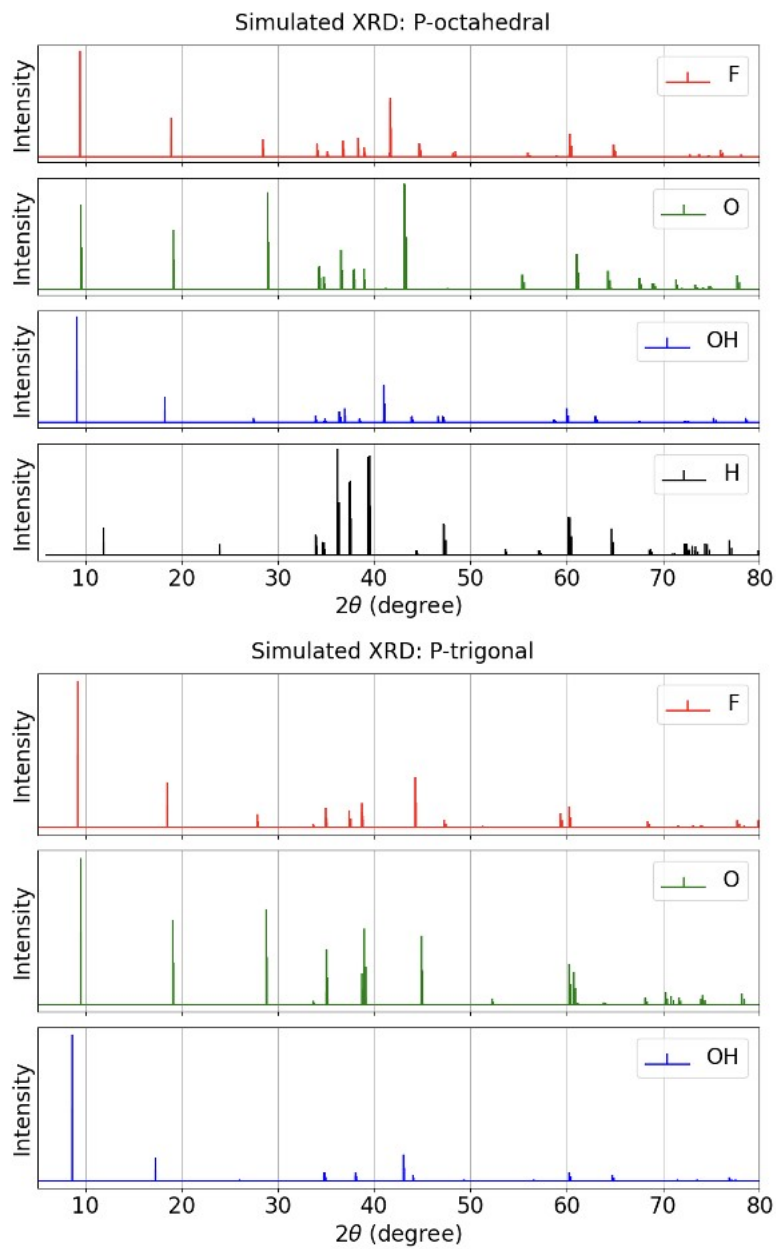 Simulated XRD: P-octahedral
Intensity
F
Intensity
O
Intensity
OH
Intensity
H
10 20 30 40 50 60 70 80
2θ (degree)
Simulated XRD: P-trigonal
Intensity
F
Intensity
O
Intensity
OH
10 20 30 40 50 60 70 80
2θ (degree)